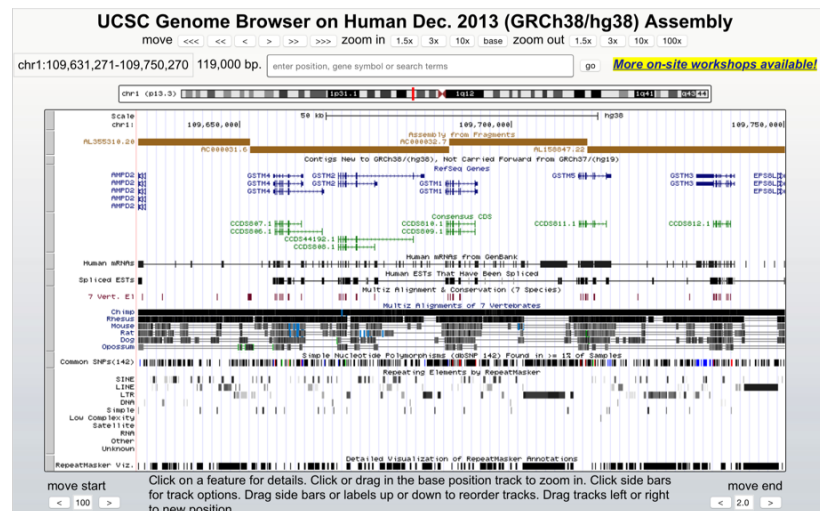 UCSC Genome Browser on Human Dec. 2013 (GRCh38/hg38) Assembly
move <<< << < > >> >>> zoom in 1.5x 3x 10x base zoom out 1.5x 3x 10x 100x
chr1:109,631,271-109,750,270 119,000 bp. enter position, gene symbol or search terms go More on-site workshops available!
chr1 (p13.3) 1p31.1 1q12 1q41 q43 44
Scale 50 kb hg38
chr1: 109,650,000 109,700,000 109,750,000
Assembly from Fragments
AL355310.20 AC000032.7
AC000031.6 AL158847.22
Contigs New to GRCh38/(hg38), Not Carried Forward from GRCh37/(hg19)
RefSeq Genes
AMPD2 GSTM4 GSTM2 GSTM5 GSTM3 EPS8L
AMPD2 GSTM4 GSTM2 GSTM1 GSTM3 EPS8L
AMPD2 GSTM4 GSTM1 EPS8L
AMPD2
AMPD2
Consensus CDS
CCDS807.1 CCDS810.1 CCDS811.1 CCDS812.1
CCDS806.1 CCDS809.1
CCDS44192.1
CCDS808.1
Human mRNAs from GenBank
Human mRNAs
Human ESTs That Have Been Spliced
Spliced ESTs
Multiz Alignment & Conservation (7 Species)
7 Vert. El
Multiz Alignments of 7 Vertebrates
Chimp
Rhesus
Mouse
Rat
Dog
Opossum
Simple Nucleotide Polymorphisms (dbSNP 142) Found in >= 1% of Samples
Common SNPs(142)
Repeating Elements by RepeatMasker
SINE
LINE
LTR
DNA
Simple
Low Complexity
Satellite
RNA
Other
Unknown
Detailed Visualization of RepeatMasker Annotations
RepeatMasker Viz.
move start Click on a feature for details. Click or drag in the base position track to zoom in. Click side bars move end
< 100 > for track options. Drag side bars or labels up or down to reorder tracks. Drag tracks left or right < 2.0 >
to new position.